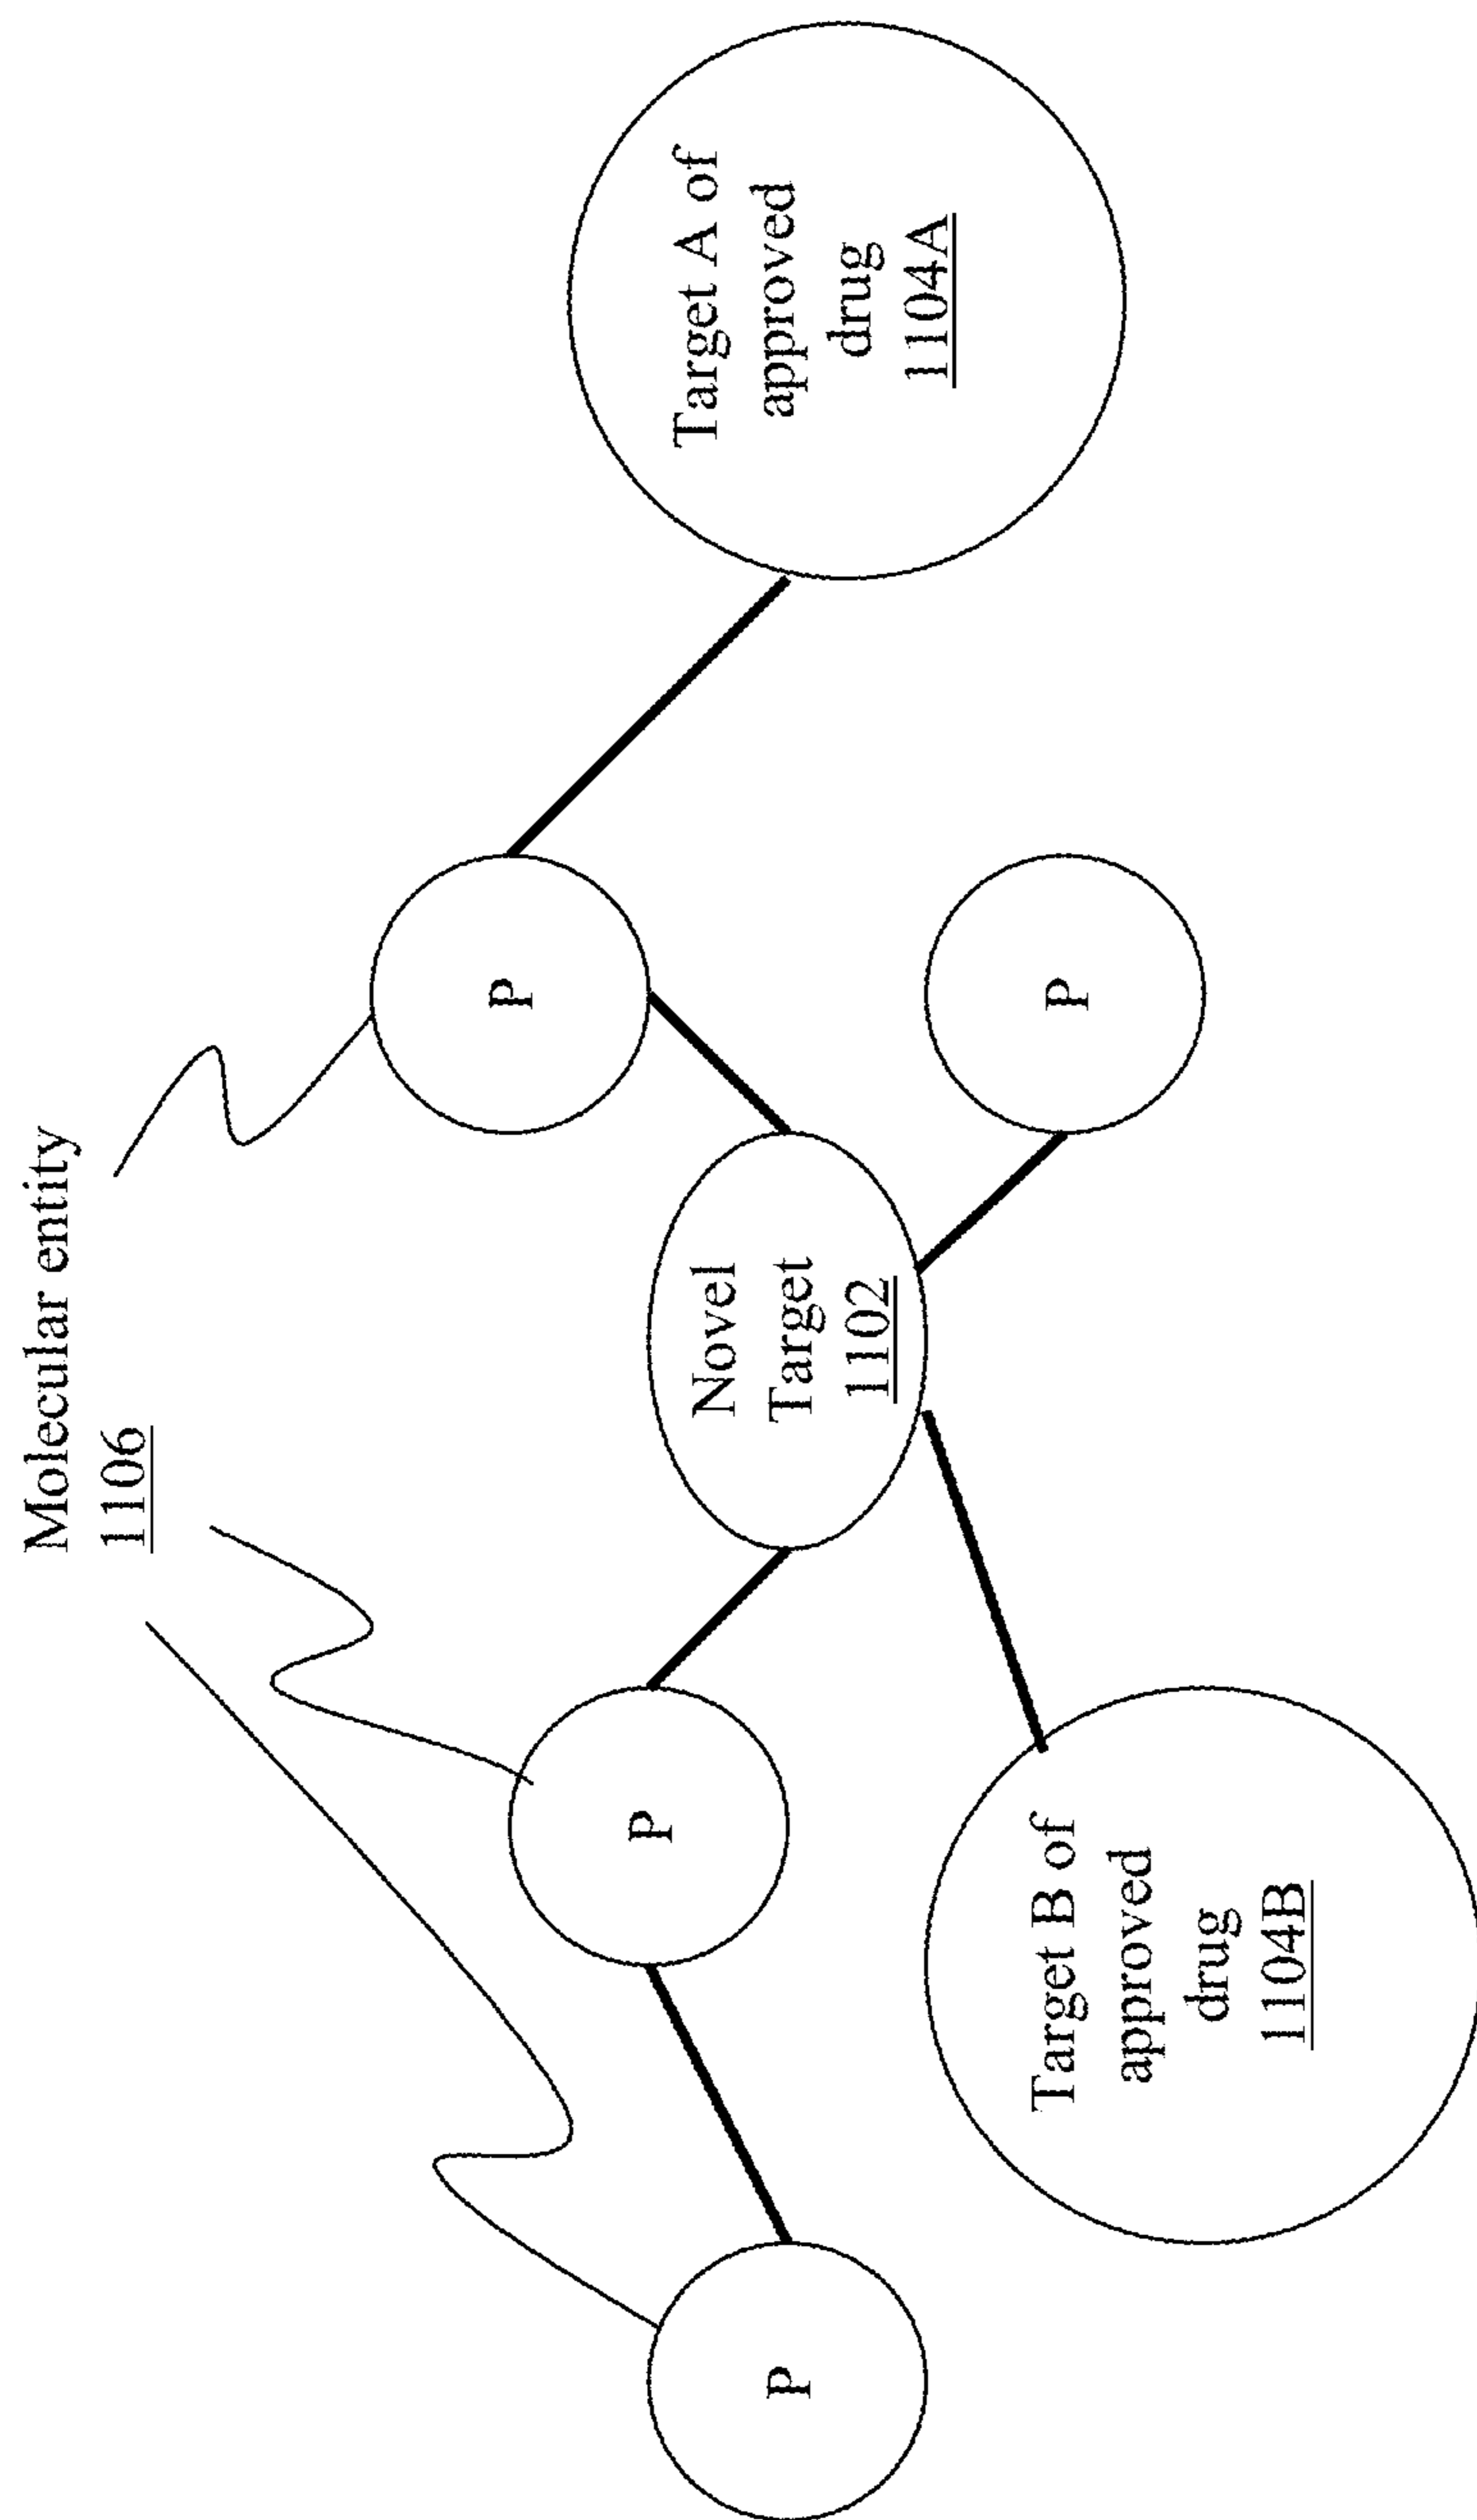 Molecular entity
1106
P
P
P
Novel
Target
1102
Target A of
approved
drug
1104A
P
Target B of
approved
drug
1104B